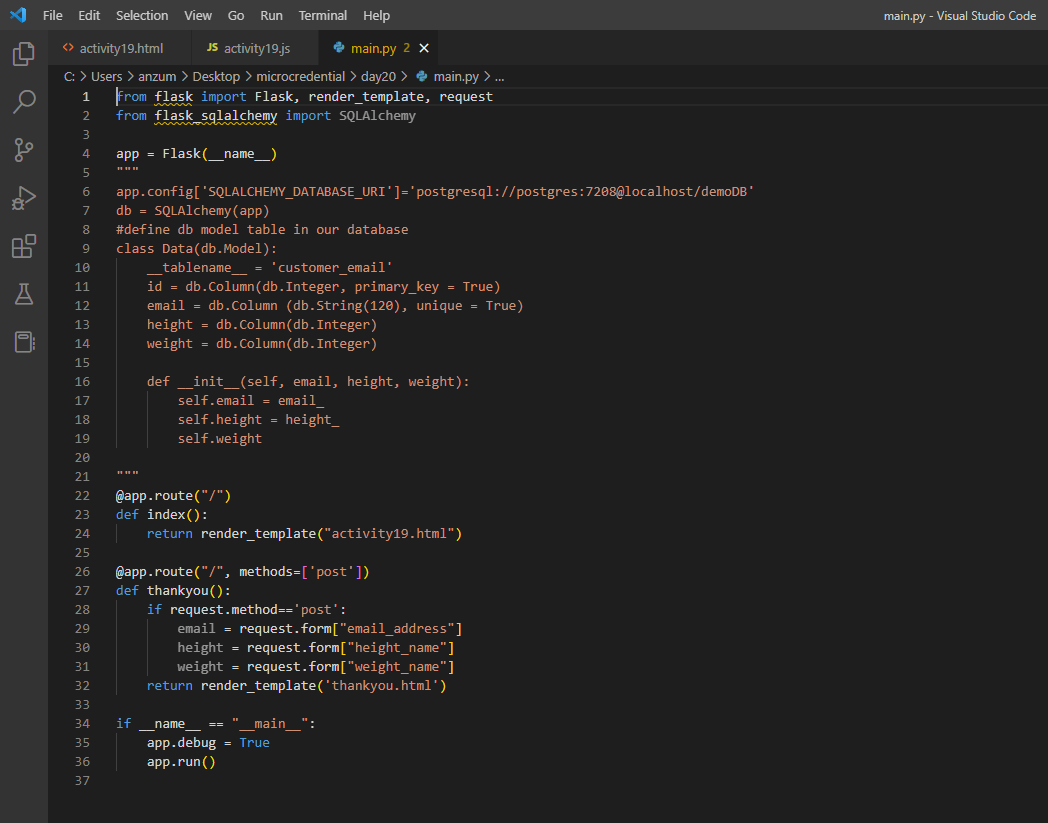 File Edit Selection View Go Run Terminal Help main.py - Visual Studio Code
<> activity19.html JS activity19.js main.py 2 ×
C: > Users > anzum > Desktop > microcredential > day20 > main.py > ...
1 from flask import Flask, render_template, request
2 from flask_sqlalchemy import SQLAlchemy
3
4 app = Flask(__name__)
5 """
6 app.config['SQLALCHEMY_DATABASE_URI']='postgresql://postgres:7208@localhost/demoDB'
7 db = SQLAlchemy(app)
8 #define db model table in our database
9 class Data(db.Model):
10     __tablename__ = 'customer_email'
11     id = db.Column(db.Integer, primary_key = True)
12     email = db.Column (db.String(120), unique = True)
13     height = db.Column(db.Integer)
14     weight = db.Column(db.Integer)
15
16     def __init__(self, email, height, weight):
17         self.email = email_
18         self.height = height_
19         self.weight
20
21 """
22 @app.route("/")
23 def index():
24     return render_template("activity19.html")
25
26 @app.route("/", methods=['post'])
27 def thankyou():
28     if request.method=='post':
29         email = request.form["email_address"]
30         height = request.form["height_name"]
31         weight = request.form["weight_name"]
32     return render_template('thankyou.html')
33
34 if __name__ == "__main__":
35     app.debug = True
36     app.run()
37